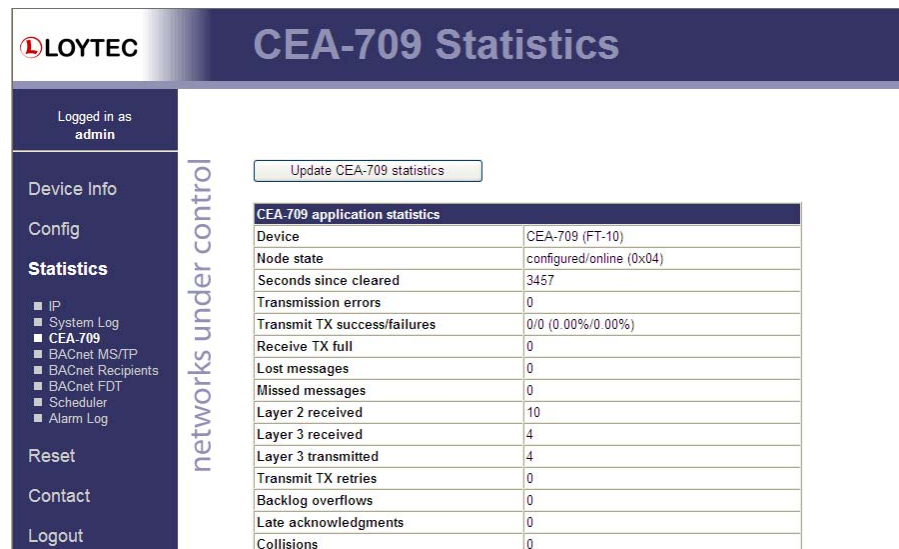 LOYTEC
CEA-709 Statistics
Logged in as
admin
Device Info
Config
Statistics
IP
System Log
CEA-709
BACnet MS/TP
BACnet Recipients
BACnet FDT
Scheduler
Alarm Log
Reset
Contact
Logout
networks under control
Update CEA-709 statistics
CEA-709 application statistics
Device CEA-709 (FT-10)
Node state configured/online (0x04)
Seconds since cleared 3457
Transmission errors 0
Transmit TX success/failures 0/0 (0.00%/0.00%)
Receive TX full 0
Lost messages 0
Missed messages 0
Layer 2 received 10
Layer 3 received 4
Layer 3 transmitted 4
Transmit TX retries 0
Backlog overflows 0
Late acknowledgments 0
Collisions 0